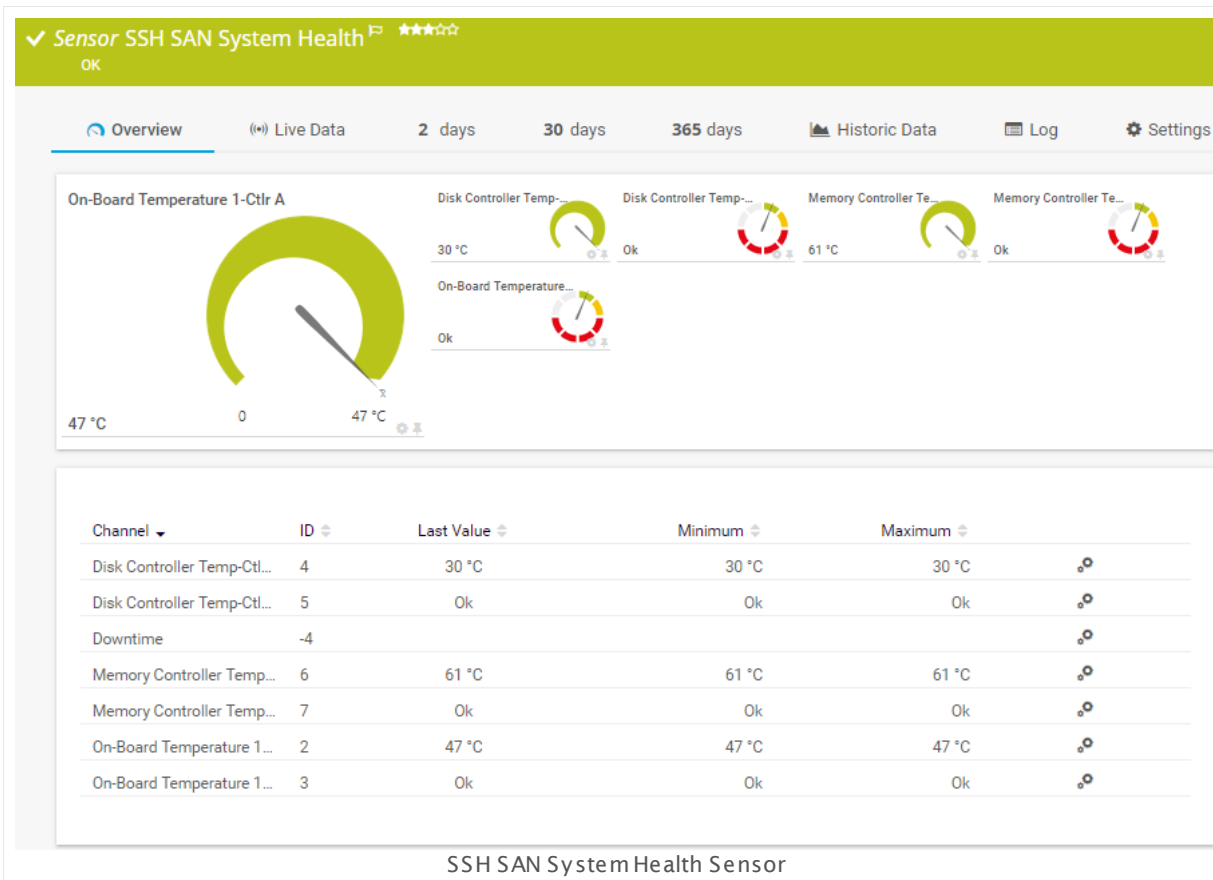 Sensor SSH SAN System Health
OK
Overview
Live Data
2 days
30 days
365 days
Historic Data
Log
Settings
On-Board Temperature 1-Ctlr A
47 °C
0
47 °C
Disk Controller Temp-...
30 °C
Disk Controller Temp-...
Ok
Memory Controller Te...
61 °C
Memory Controller Te...
Ok
On-Board Temperature...
Ok
Channel ID Last Value Minimum Maximum
Disk Controller Temp-Ctl... 4 30 °C 30 °C 30 °C
Disk Controller Temp-Ctl... 5 Ok Ok Ok
Downtime -4
Memory Controller Temp... 6 61 °C 61 °C 61 °C
Memory Controller Temp... 7 Ok Ok Ok
On-Board Temperature 1... 2 47 °C 47 °C 47 °C
On-Board Temperature 1... 3 Ok Ok Ok
SSH SAN System Health Sensor